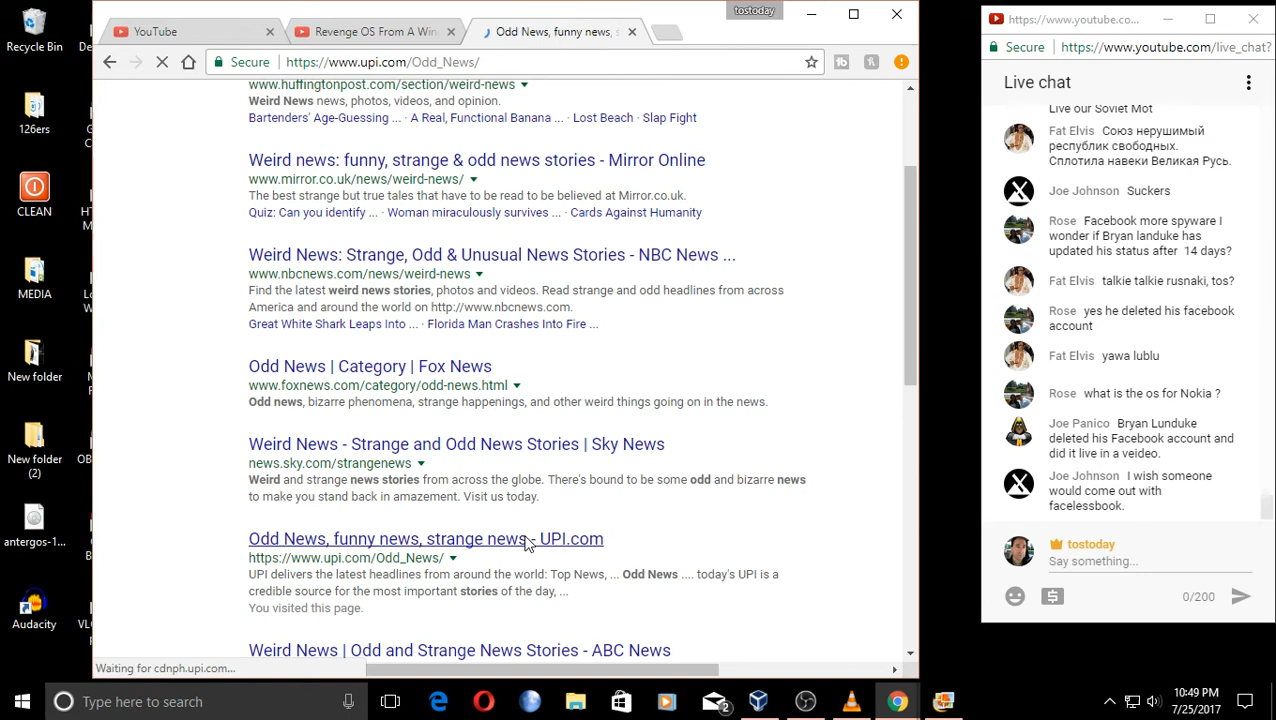 tostoday
YouTube
Revenge OS From A Win
Odd News, funny news, s
Secure
https://www.upi.com/Odd_News/
www.huffingtonpost.com/section/weird-news
Weird News news, photos, videos, and opinion.
Bartenders' Age-Guessing ... · A Real, Functional Banana ... · Lost Beach · Slap Fight
Weird news: funny, strange & odd news stories - Mirror Online
www.mirror.co.uk/news/weird-news/
The best strange but true tales that have to be read to be believed at Mirror.co.uk.
Quiz: Can you identify ... · Woman miraculously survives ... · Cards Against Humanity
Weird News: Strange, Odd & Unusual News Stories - NBC News ...
www.nbcnews.com/news/weird-news
Find the latest weird news stories, photos and videos. Read strange and odd headlines from across
America and around the world on http://www.nbcnews.com.
Great White Shark Leaps Into ... · Florida Man Crashes Into Fire ...
Odd News | Category | Fox News
www.foxnews.com/category/odd-news.html
Odd news, bizarre phenomena, strange happenings, and other weird things going on in the news.
Weird News - Strange and Odd News Stories | Sky News
news.sky.com/strangenews
Weird and strange news stories from across the globe. There's bound to be some odd and bizarre news
to make you stand back in amazement. Visit us today.
Odd News, funny news, strange news - UPI.com
https://www.upi.com/Odd_News/
UPI delivers the latest headlines from around the world: Top News, ... Odd News .... today's UPI is a
credible source for the most important stories of the day, ...
You visited this page.
Weird News | Odd and Strange News Stories - ABC News
Waiting for cdnph.upi.com...
https://www.youtube.co...
Secure
https://www.youtube.com/live_chat?
Live chat
Live our Soviet Mot
Fat Elvis Союз нерушимый
республик свободных.
Сплотила навеки Великая Русь.
Joe Johnson Suckers
Rose Facebook more spyware I
wonder if Bryan landuke has
updated his status after 14 days?
Fat Elvis talkie talkie rusnaki, tos?
Rose yes he deleted his facebook
account
Fat Elvis yawa lublu
Rose what is the os for Nokia ?
Joe Panico Bryan Lunduke
deleted his Facebook account and
did it live in a veideo.
Joe Johnson I wish someone
would come out with
facelessbook.
tostoday
Say something...
0/200
Recycle Bin
126ers
CLEAN
MEDIA
New folder
New folder
(2)
antergos-1...
Audacity
Type here to search
2
10:49 PM
7/25/2017